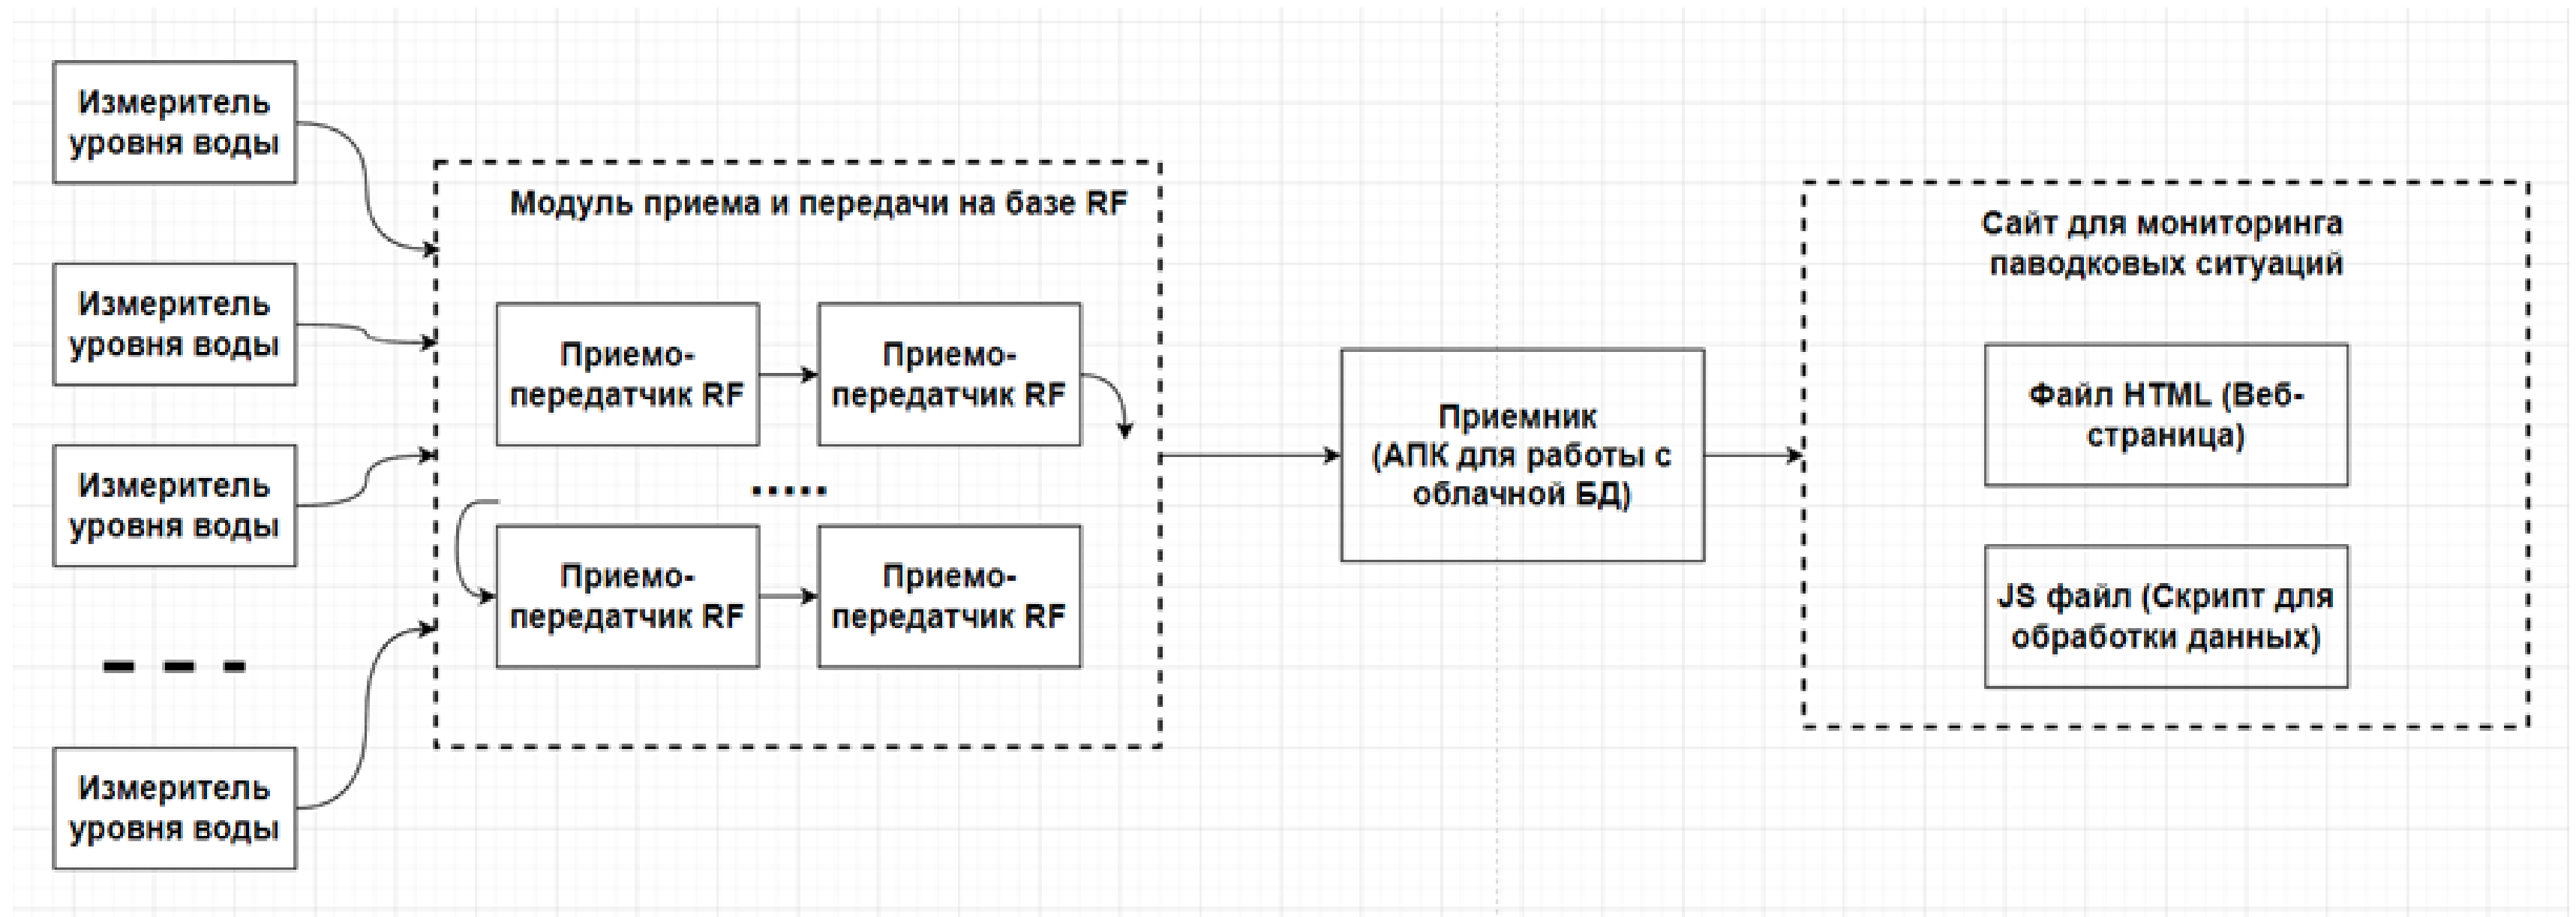 Измеритель
уровня воды
Измеритель
уровня воды
Измеритель
уровня воды
Измеритель
уровня воды
Модуль приема и передачи на базе RF
Приемо-
передатчик RF
Приемо-
передатчик RF
.....
Приемо-
передатчик RF
Приемо-
передатчик RF
Приемник
(АПК для работы с
облачной БД)
Сайт для мониторинга
паводковых ситуаций
Файл HTML (Веб-
страница)
JS файл (Скрипт для
обработки данных)